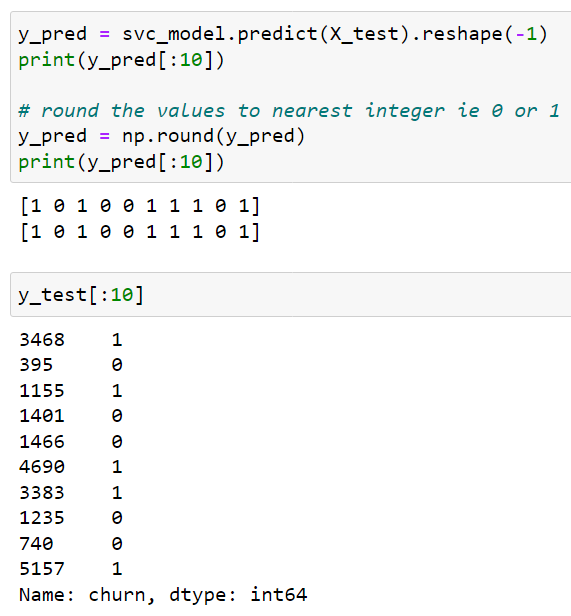 y_pred = svc_model.predict(X_test).reshape(-1)
print(y_pred[:10])
# round the values to nearest integer ie 0 or 1
y_pred = np.round(y_pred)
print(y_pred[:10])
[1 0 1 0 0 1 1 1 0 1]
[1 0 1 0 0 1 1 1 0 1]
y_test[:10]
3468    1
395     0
1155    1
1401    0
1466    0
4690    1
3383    1
1235    0
740     0
5157    1
Name: churn, dtype: int64